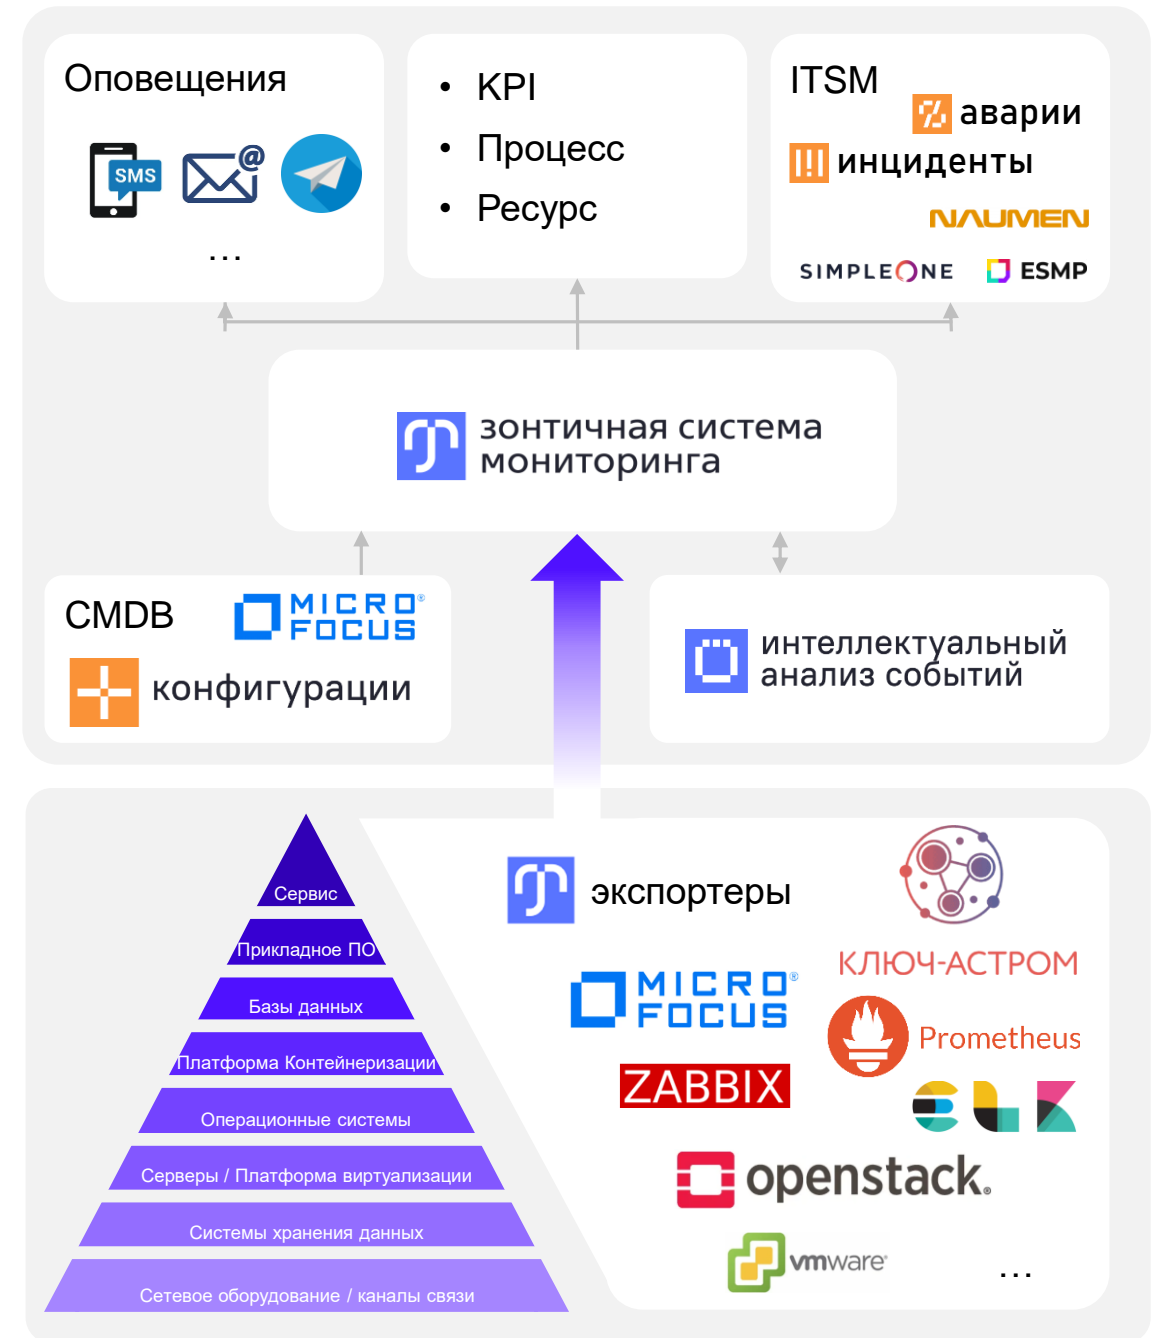 Оповещения
SMS
@
...
• KPI
• Процесс
• Ресурс
ITSM
аварии
инциденты
NAUMEN
SIMPLEONE
ESMP
зонтичная система
мониторинга
CMDB
MICRO®
FOCUS
конфигурации
интеллектуальный
анализ событий
Сервис
Прикладное ПО
Базы данных
Платформа Контейнеризации
Операционные системы
Серверы / Платформа виртуализации
Системы хранения данных
Сетевое оборудование / каналы связи
экспортеры
КЛЮЧ-АСТРОМ
MICRO®
FOCUS
Prometheus
ZABBIX
ELK
openstack®
vmware®
...